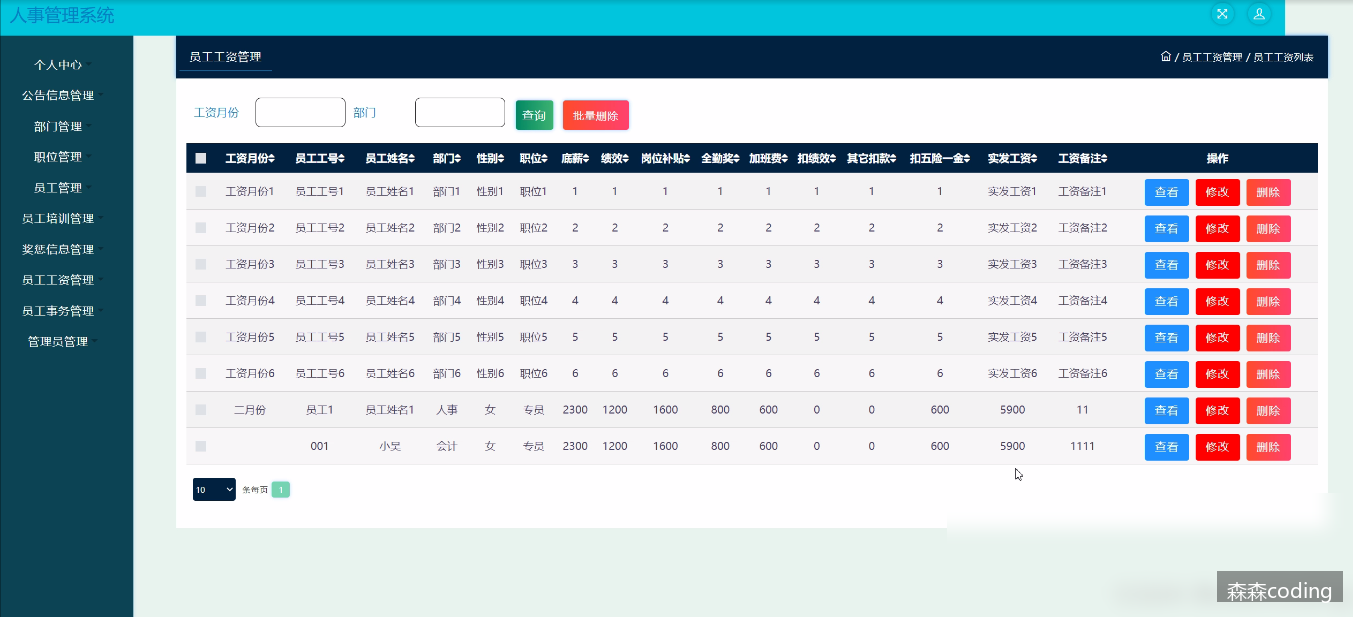 人事管理系统
个人中心
公告信息管理
部门管理
职位管理
员工管理
员工培训管理
奖惩信息管理
员工工资管理
员工事务管理
管理员管理
员工工资管理
/ 员工工资管理 / 员工工资列表
工资月份 部门 查询 批量删除
工资月份 员工工号 员工姓名 部门 性别 职位 底薪 绩效 岗位补贴 全勤奖 加班费 扣绩效 其它扣款 扣五险一金 实发工资 工资备注 操作
工资月份1 员工工号1 员工姓名1 部门1 性别1 职位1 1 1 1 1 1 1 1 1 实发工资1 工资备注1 查看 修改 删除
工资月份2 员工工号2 员工姓名2 部门2 性别2 职位2 2 2 2 2 2 2 2 2 实发工资2 工资备注2 查看 修改 删除
工资月份3 员工工号3 员工姓名3 部门3 性别3 职位3 3 3 3 3 3 3 3 3 实发工资3 工资备注3 查看 修改 删除
工资月份4 员工工号4 员工姓名4 部门4 性别4 职位4 4 4 4 4 4 4 4 4 实发工资4 工资备注4 查看 修改 删除
工资月份5 员工工号5 员工姓名5 部门5 性别5 职位5 5 5 5 5 5 5 5 5 实发工资5 工资备注5 查看 修改 删除
工资月份6 员工工号6 员工姓名6 部门6 性别6 职位6 6 6 6 6 6 6 6 6 实发工资6 工资备注6 查看 修改 删除
二月份 员工1 员工姓名1 人事 女 专员 2300 1200 1600 800 600 0 0 600 5900 11 查看 修改 删除
001 小吴 会计 女 专员 2300 1200 1600 800 600 0 0 600 5900 1111 查看 修改 删除
10 条每页 1
森森coding